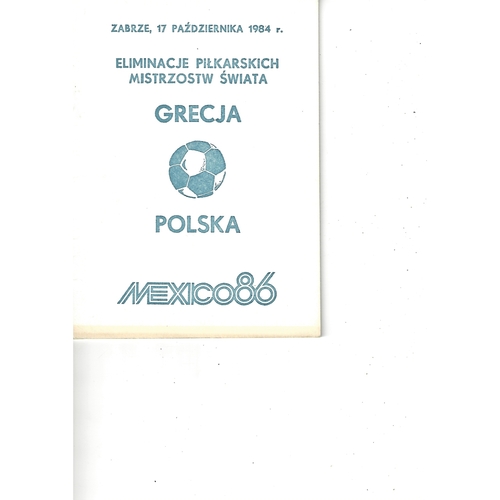 ZABRZE, 17 PAŹDZIERNIKA 1984 r.
ELIMINACJE PIŁKARSKICH
MISTRZOSTW ŚWIATA
GRECJA
POLSKA
MEXICO86